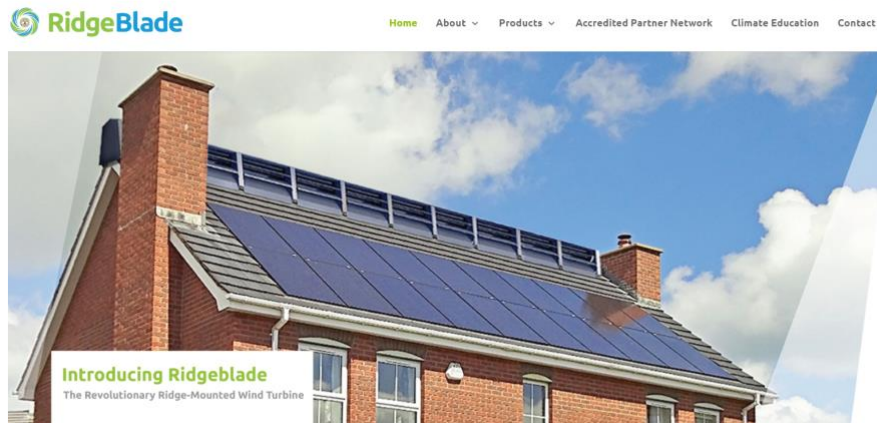 RidgeBlade
Home About Products Accredited Partner Network Climate Education Contact
Introducing Ridgeblade
The Revolutionary Ridge-Mounted Wind Turbine